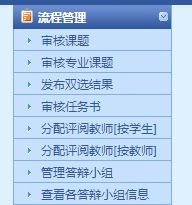 流程管理
审核课题
审核专业课题
发布双选结果
审核任务书
分配评阅教师[按学生]
分配评阅教师[按教师]
管理答辩小组
查看各答辩小组信息